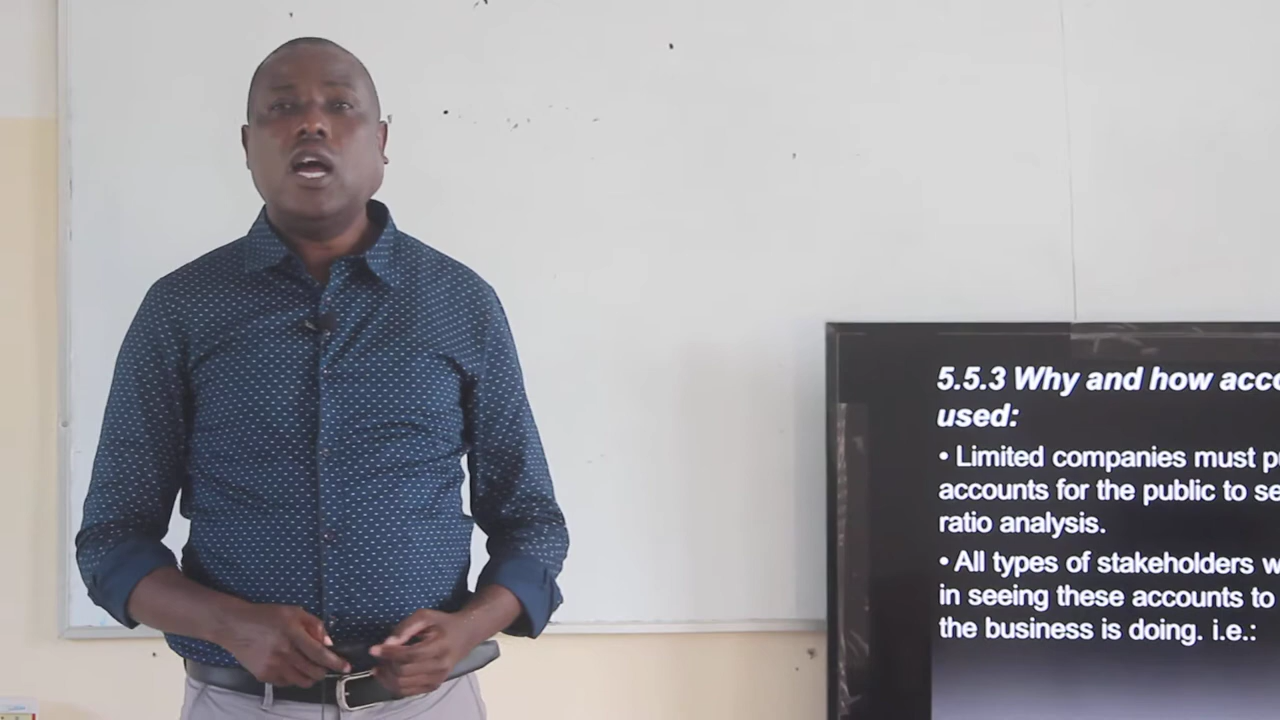 5.5.3 Why and how acco
used:
• Limited companies must p
accounts for the public to se
ratio analysis.
• All types of stakeholders w
in seeing these accounts to
the business is doing. i.e.: